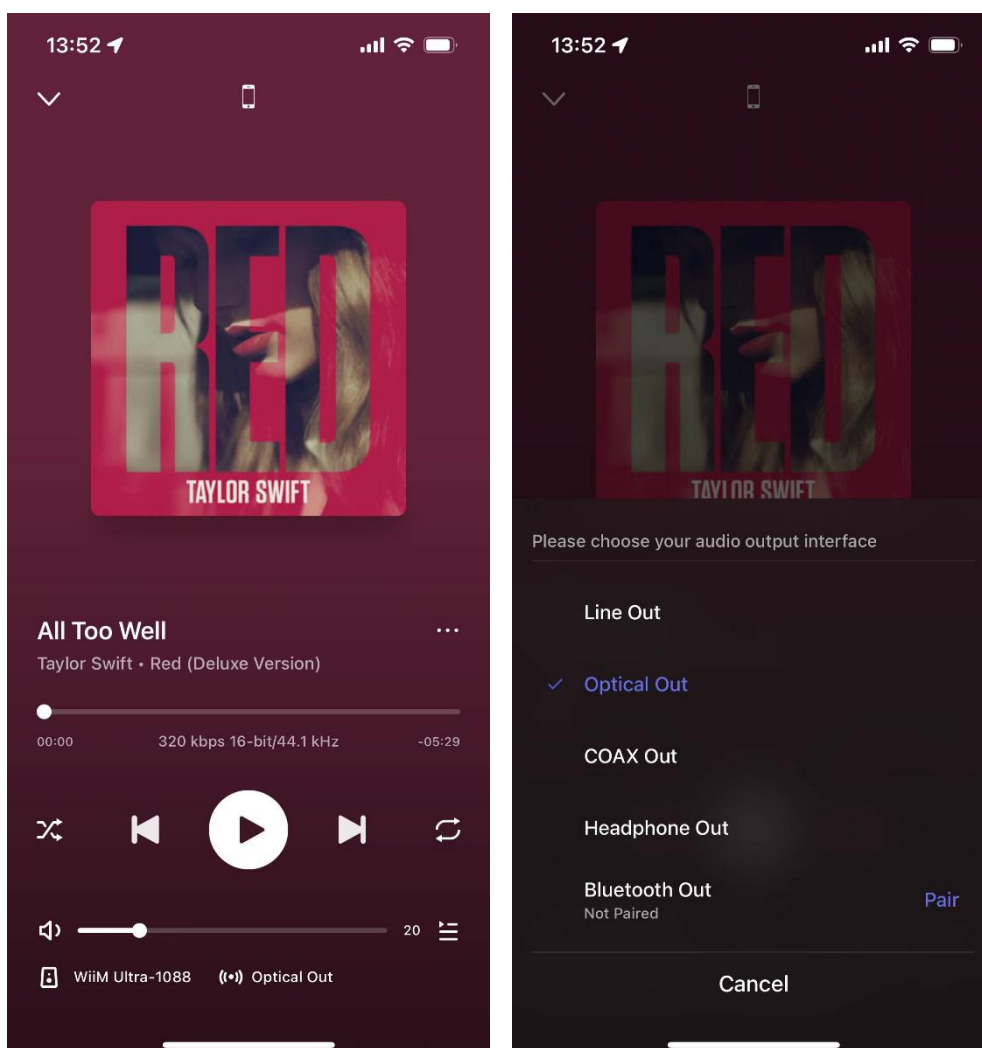 13:52
RED
TAYLOR SWIFT
All Too Well
Taylor Swift • Red (Deluxe Version)
00:00 320 kbps 16-bit/44.1 kHz -05:29
20
WiiM Ultra-1088 Optical Out
13:52
RED
TAYLOR SWIFT
Please choose your audio output interface
Line Out
Optical Out
COAX Out
Headphone Out
Bluetooth Out
Not Paired
Pair
Cancel